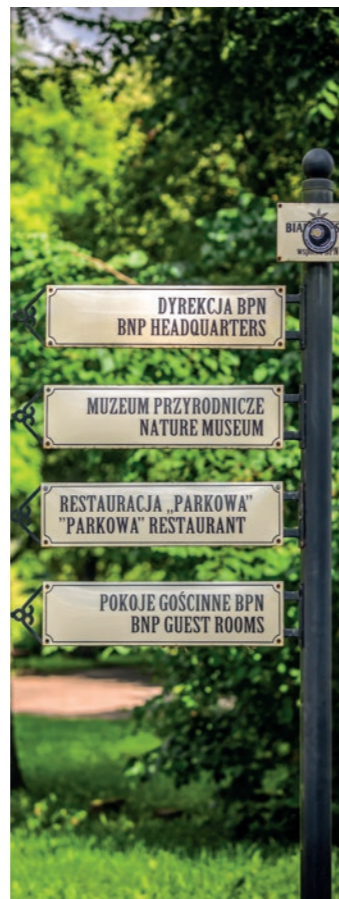 DYREKCJA BPN
BNP HEADQUARTERS
MUZEUM PRZYRODNICZE
NATURE MUSEUM
RESTAURACJA „PARKOWA”
”PARKOWA” RESTAURANT
POKOJE GOŚCINNE BPN
BNP GUEST ROOMS